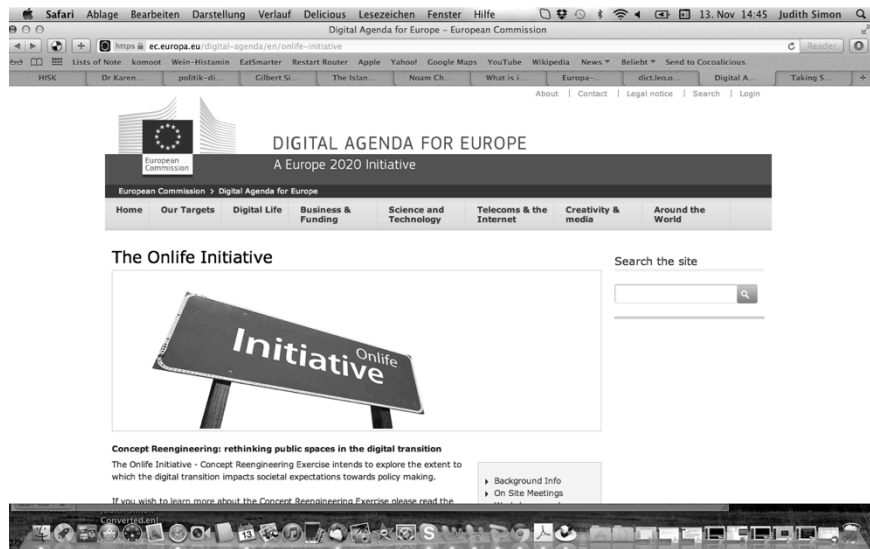 Safari Ablage Bearbeiten Darstellung Verlauf Delicious Lesezeichen Fenster Hilfe 13. Nov 14:45 Judith Simon
Digital Agenda for Europe – European Commission
https ec.europa.eu/digital-agenda/en/onlife-initiative Reader
Lists of Note komoot Wein-Histamin EatSmarter Restart Router Apple Yahoo! Google Maps YouTube Wikipedia News Beliebt Send to Cocoalicious
HISK Dr Karen... politik-di... Gilbert Si... The Islan... Noam Ch... What is i... Europa-... dict.leo.o... Digital A... Taking S...
About | Contact | Legal notice | Search | Login
European
Commission
DIGITAL AGENDA FOR EUROPE
A Europe 2020 Initiative
European Commission > Digital Agenda for Europe
Home Our Targets Digital Life Business & Funding Science and Technology Telecoms & the Internet Creativity & media Around the World
The Onlife Initiative
Search the site
Initiative Onlife
Concept Reengineering: rethinking public spaces in the digital transition
The Onlife Initiative - Concept Reengineering Exercise intends to explore the extent to
which the digital transition impacts societal expectations towards policy making.
If you wish to learn more about the Concept Reengineering Exercise please read the
Background Info
On Site Meetings
Converted.enl
13